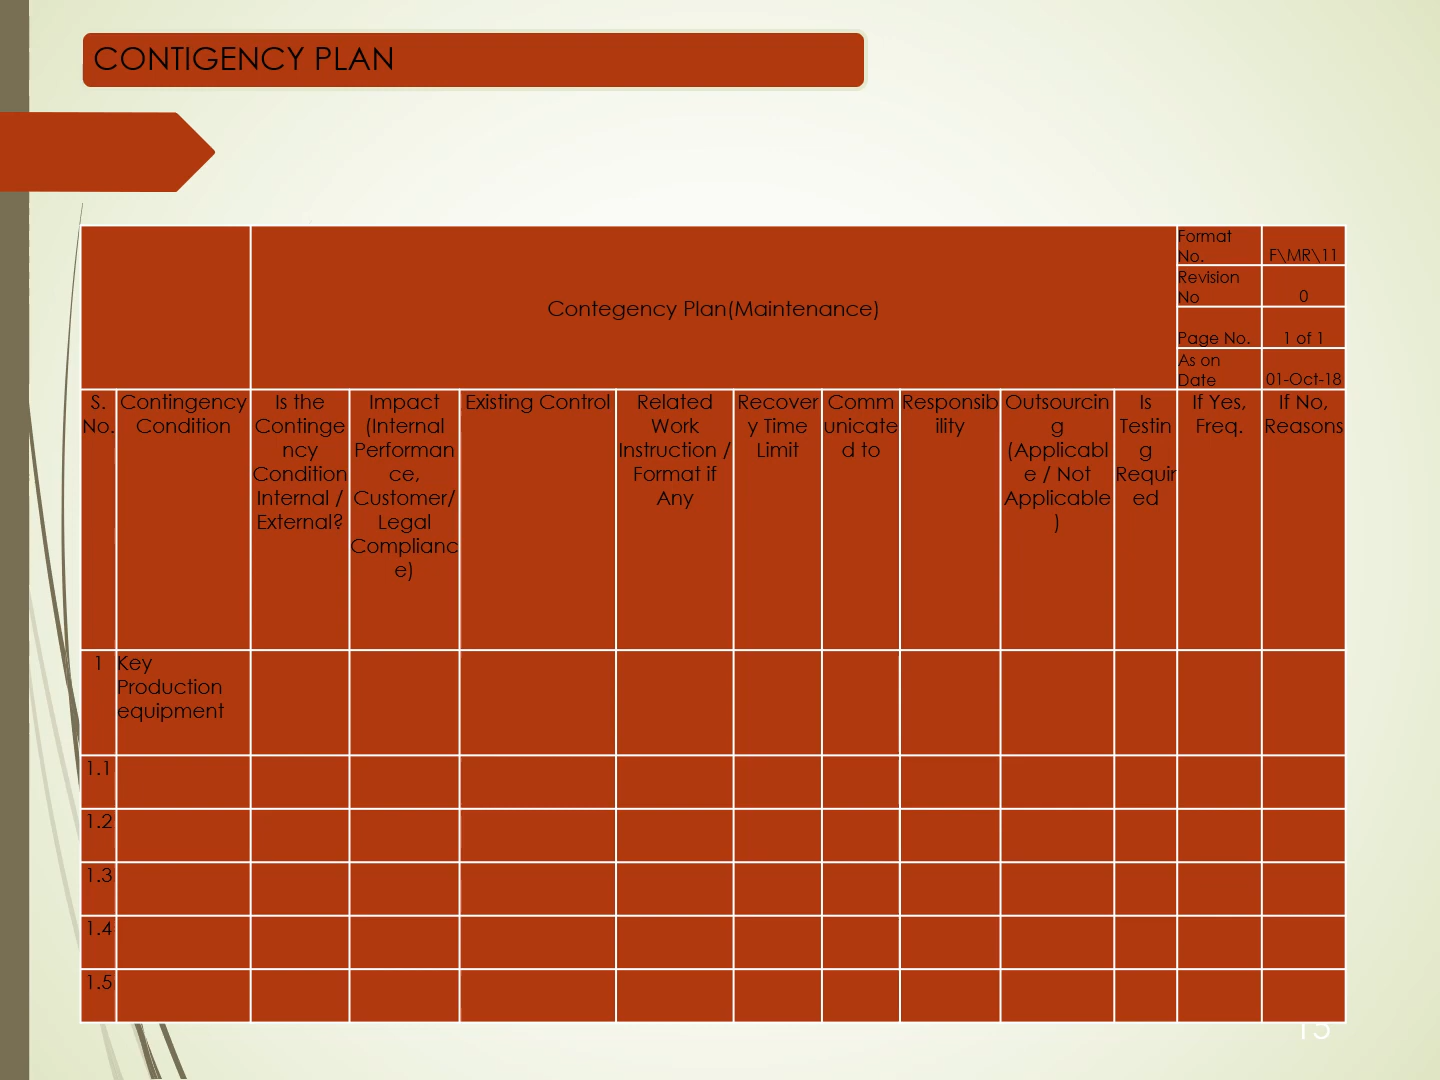 CONTIGENCY PLAN
Contegency Plan(Maintenance)
Format
No.
F\MR\11
Revision
No
0
Page No.
1 of 1
As on
Date
01-Oct-18
S.
No.
Contingency
Condition
Is the
Continge
ncy
Condition
Internal /
External?
Impact
(Internal
Performan
ce,
Customer/
Legal
Complianc
e)
Existing Control
Related
Work
Instruction /
Format if
Any
Recover
y Time
Limit
Comm
unicate
d to
Responsib
ility
Outsourcin
g
(Applicabl
e / Not
Applicable
)
Is
Testin
g
Requir
ed
If Yes,
Freq.
If No,
Reasons
1
Key
Production
equipment
1.1
1.2
1.3
1.4
1.5
15